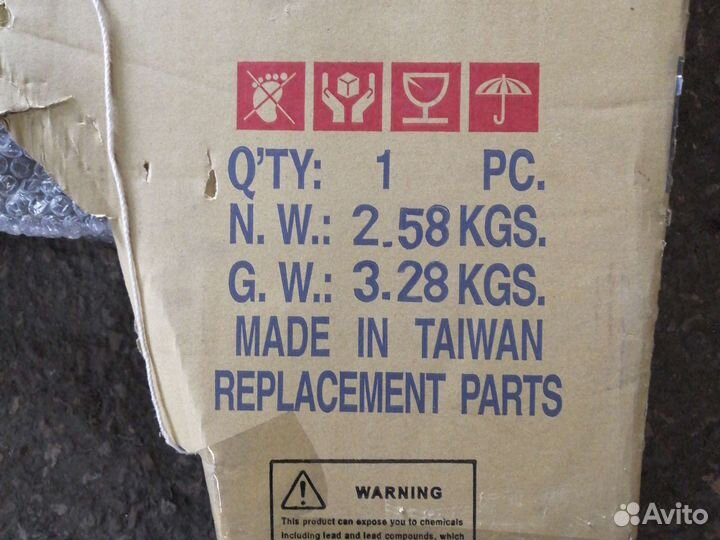 Q'TY: 1 PC.
N. W.: 2.58 KGS.
G. W.: 3.28 KGS.
MADE IN TAIWAN
REPLACEMENT PARTS
WARNING
This product can expose you to chemicals
including lead and lead compounds, which
Avito